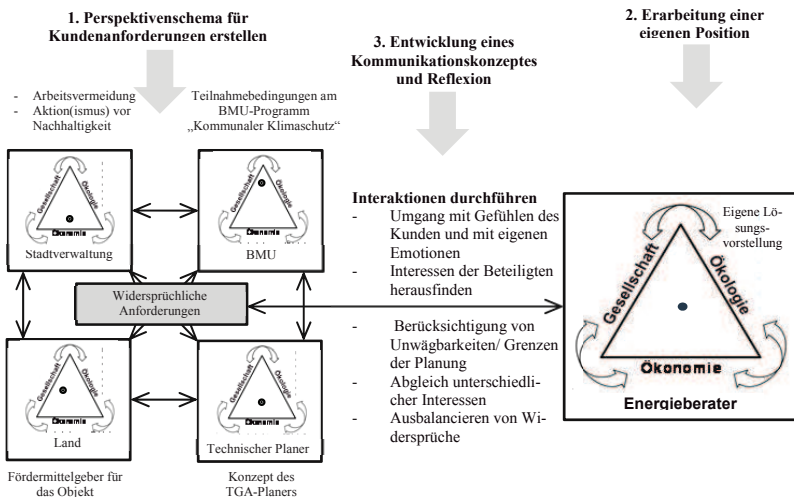 1. Perspektivenschema für
Kundenanforderungen erstellen
3. Entwicklung eines
Kommunikationskonzeptes
und Reflexion
2. Erarbeitung einer
eigenen Position
- Arbeitsvermeidung
- Aktion(ismus) vor
Nachhaltigkeit
Teilnahmebedingungen am
BMU-Programm
„Kommunaler Klimaschutz“
Gesellschaft
Ökologie
Ökonomie
Stadtverwaltung
Gesellschaft
Ökologie
Ökonomie
BMU
Widersprüchliche
Anforderungen
Gesellschaft
Ökologie
Ökonomie
Land
Gesellschaft
Ökologie
Ökonomie
Technischer Planer
Fördermittelgeber für
das Objekt
Konzept des
TGA-Planers
Interaktionen durchführen
- Umgang mit Gefühlen des
Kunden und mit eigenen
Emotionen
- Interessen der Beteiligten
herausfinden
- Berücksichtigung von
Unwägbarkeiten/ Grenzen
der Planung
- Abgleich unterschiedli-
cher Interessen
- Ausbalancieren von Wi-
dersprüche
Eigene Lö-
sungs-
vorstellung
Gesellschaft
Ökologie
Ökonomie
Energieberater